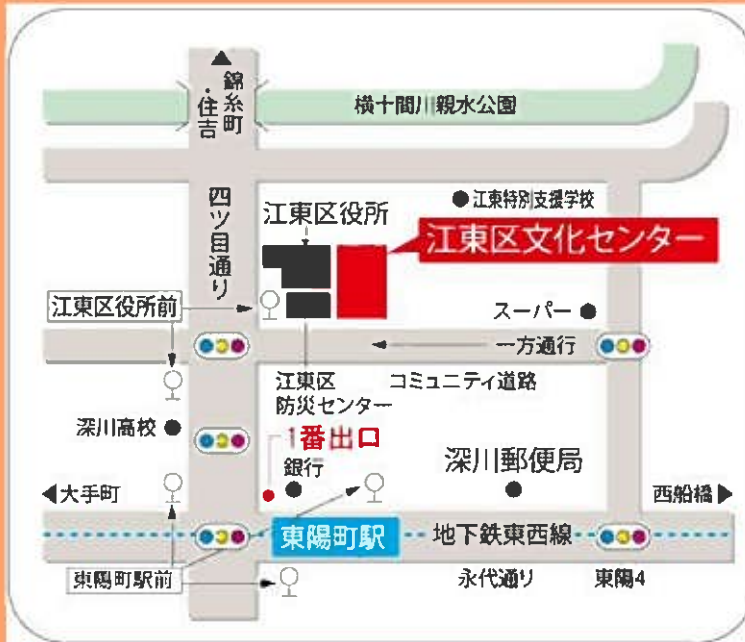 ▲
錦糸町
・住吉
横十間川親水公園
四ツ目通り
江東区役所
●江東特別支援学校
江東区文化センター
江東区役所前
スーパー●
一方通行
江東区
防災センター
コミュニティ道路
深川高校●
1番出口
銀行
深川郵便局
◀大手町
西船橋▶
東陽町駅
地下鉄東西線
東陽町駅前
永代通り
東陽4